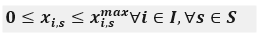 0 ≤ x_{i,s} ≤ x_{i,s}^{max} ∀i ∈ I, ∀s ∈ S